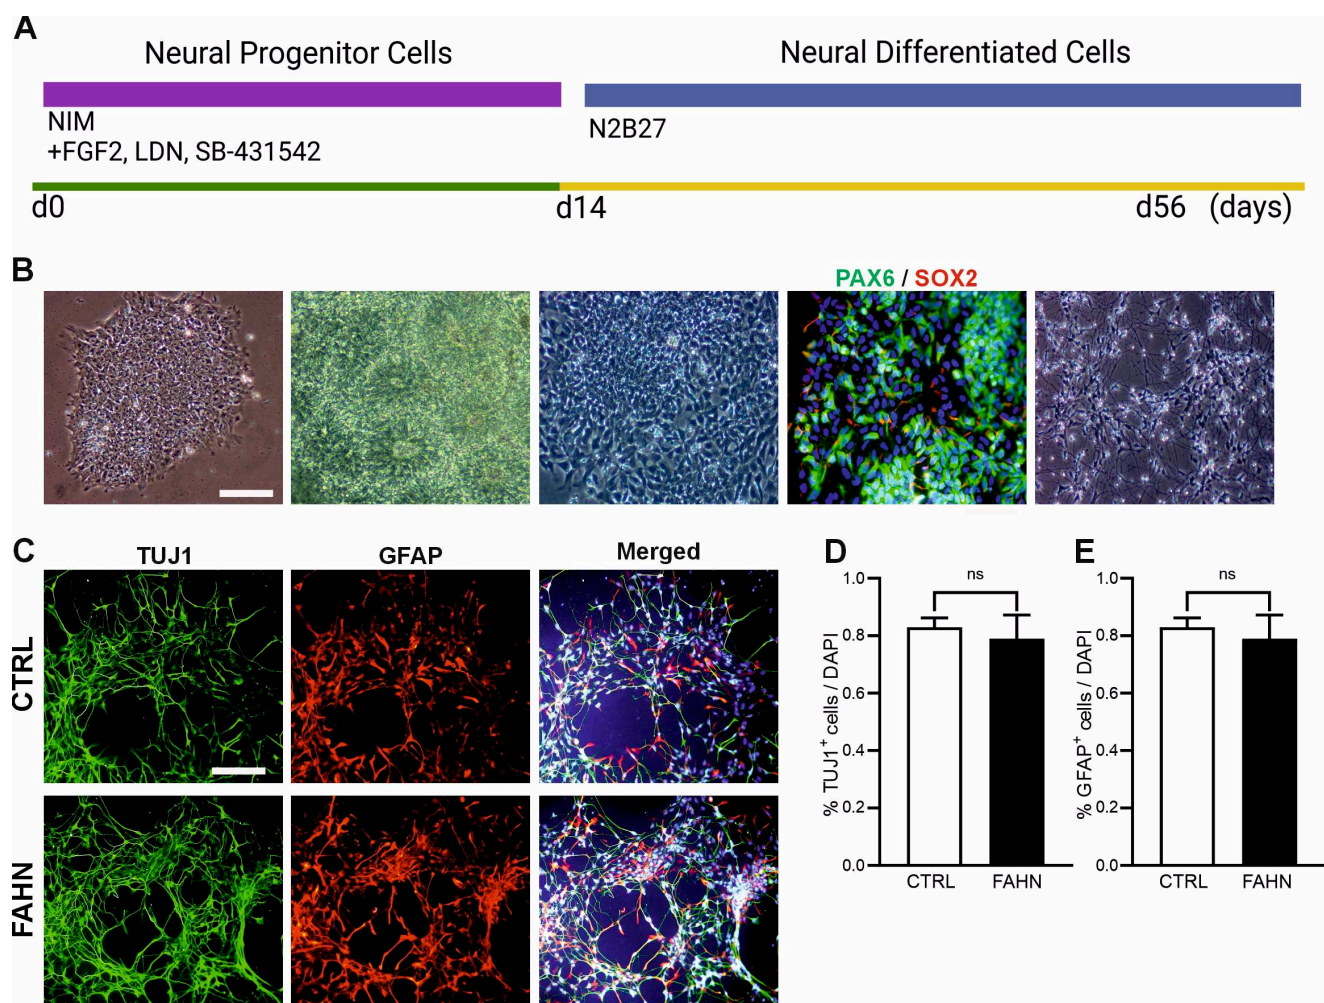 A
Neural Progenitor Cells
Neural Differentiated Cells
NIM
+FGF2, LDN, SB-431542
N2B27
d0
d14
d56 (days)
B
PAX6 / SOX2
C
TUJ1
GFAP
Merged
CTRL
FAHN
D
ns
% TUJ1+ cells / DAPI
1.0
0.8
0.6
0.4
0.2
0.0
CTRL
FAHN
E
ns
% GFAP+ cells / DAPI
1.0
0.8
0.6
0.4
0.2
0.0
CTRL
FAHN